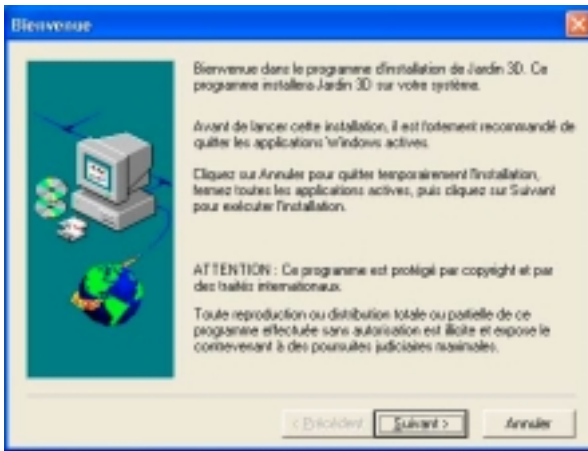 Bienvenue
Bienvenue dans le programme d'installation de Jardin 3D. Ce
programme installera Jardin 3D sur votre système.
Avant de lancer cette installation, il est fortement recommandé de
quitter les applications Windows actives.
Cliquez sur Annuler pour quitter temporairement l'installation,
fermez toutes les applications actives, puis cliquez sur Suivant
pour exécuter l'installation.
ATTENTION : Ce programme est protégé par copyright et par
des traités internationaux.
Toute reproduction ou distribution totale ou partielle de ce
programme effectuée sans autorisation est illicite et expose le
contrevenant à des poursuites judiciaires maximales.
< Précédent Suivant > Annuler